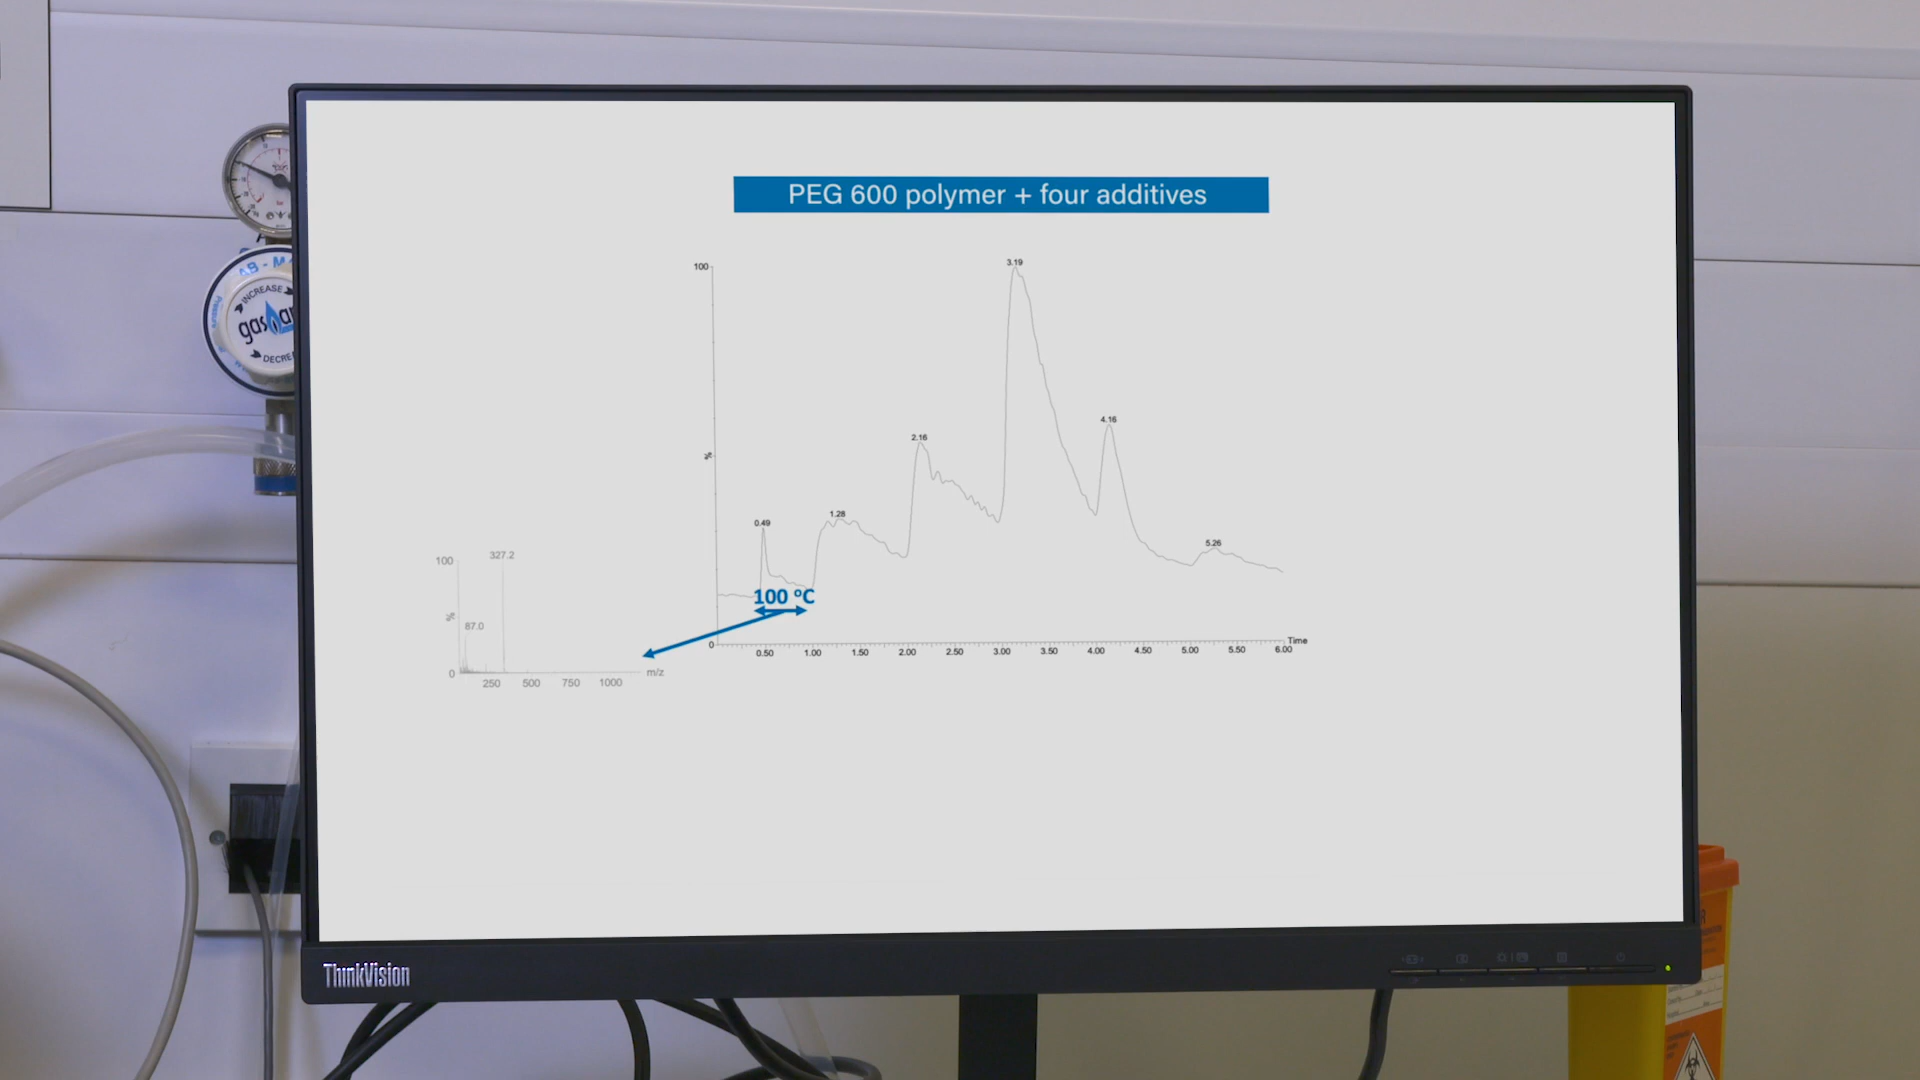 PEG 600 polymer + four additives
100
3.19
4.16
2.16
%
0.49
1.28
5.26
100 °C
0
Time
0.50 1.00 1.50 2.00 2.50 3.00 3.50 4.00 4.50 5.00 5.50 6.00
100
327.2
87.0
%
0
m/z
250 500 750 1000
AB - M
INCREASE
gas
DECRE
ThinkVision